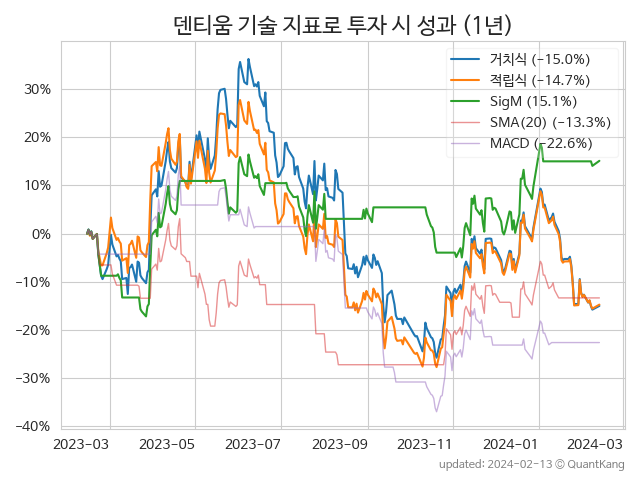 덴티움 기술 지표로 투자 시 성과 (1년)
거치식 (−15.0%)
적립식 (−14.7%)
SigM (15.1%)
SMA(20) (−13.3%)
MACD (−22.6%)
30%
20%
10%
0%
−10%
−20%
−30%
−40%
2023-03 2023-05 2023-07 2023-09 2023-11 2024-01 2024-03
updated: 2024-02-13 © QuantKang